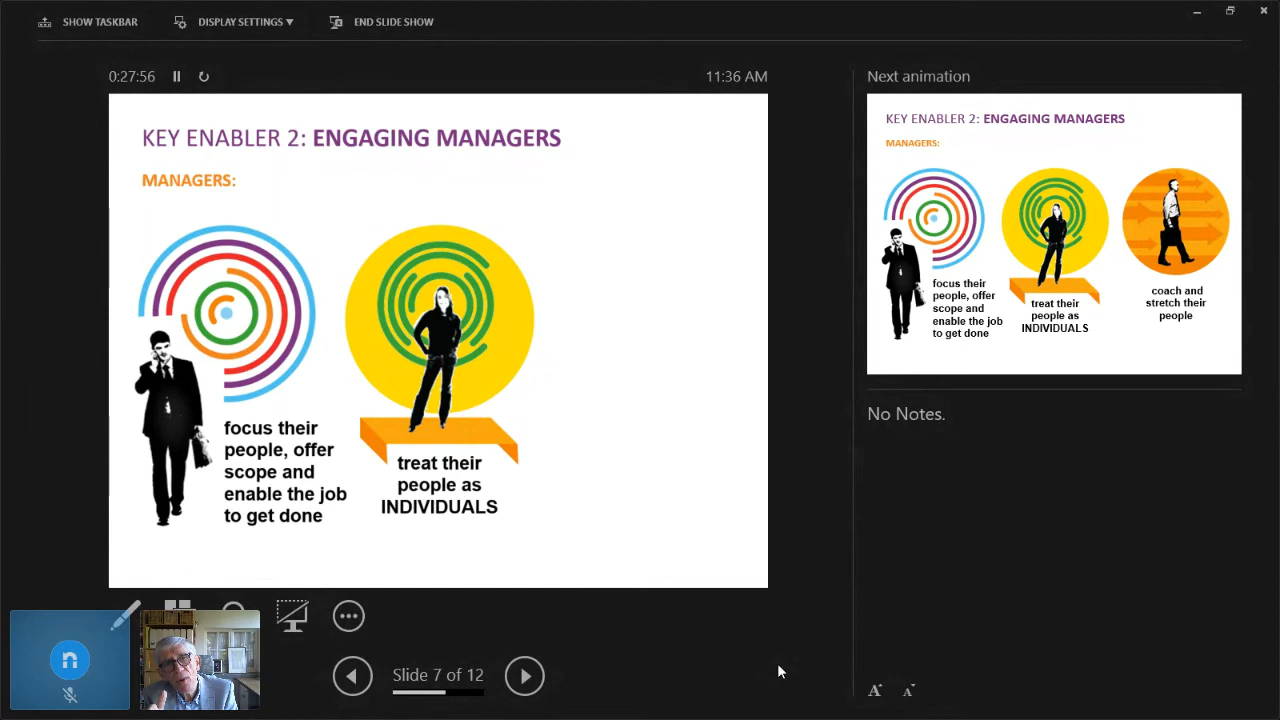 SHOW TASKBAR
DISPLAY SETTINGS ▼
END SLIDE SHOW
0:27:56
11:36 AM
KEY ENABLER 2: ENGAGING MANAGERS
MANAGERS:
focus their
people, offer
scope and
enable the job
to get done
treat their
people as
INDIVIDUALS
Next animation
KEY ENABLER 2: ENGAGING MANAGERS
MANAGERS:
focus their
people, offer
scope and
enable the job
to get done
treat their
people as
INDIVIDUALS
coach and
stretch their
people
No Notes.
n
Slide 7 of 12
A
A